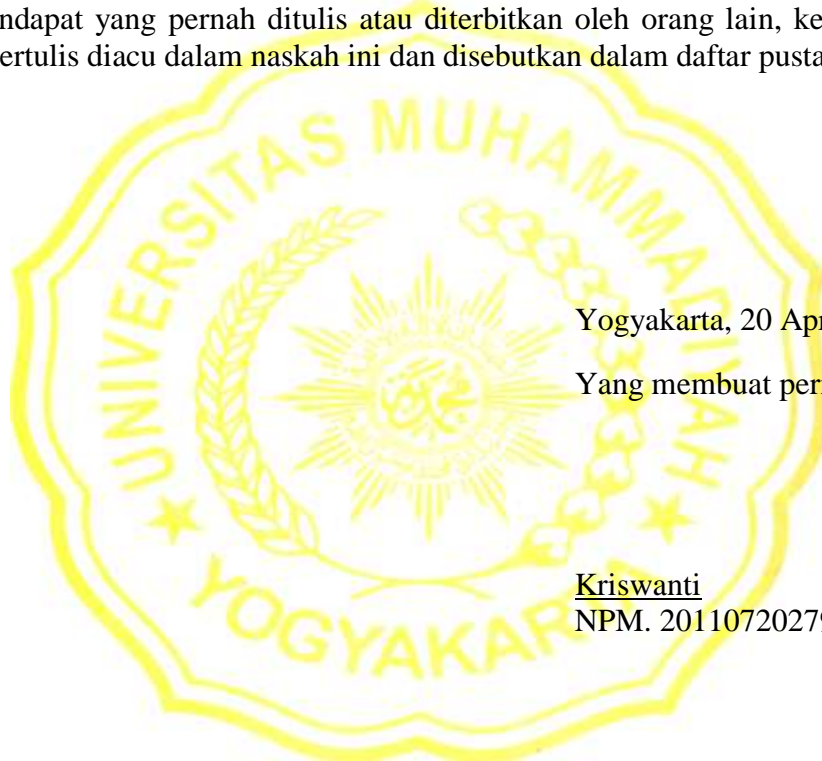 ndapat yang pernah ditulis atau diterbitkan oleh orang lain, ke
ertulis diacu dalam naskah ini dan disebutkan dalam daftar pusta
UNIVERSITAS MUHAMMADIYAH
Yogyakarta, 20 Apr
Yang membuat per
Kriswanti
NPM. 2011072027
YOGYAKARTA